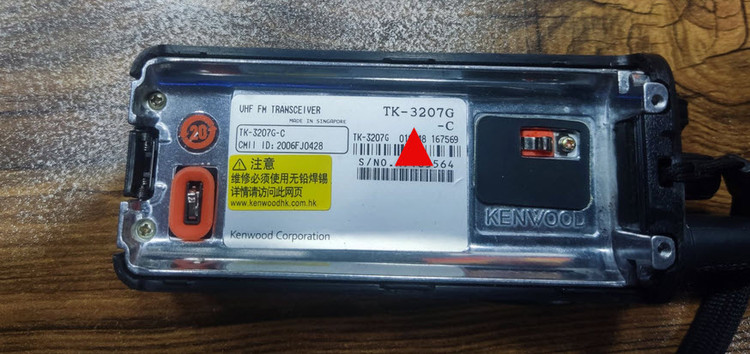 VHF FM TRANSCEIVER
MADE IN SINGAPORE
TK-3207G
-C
TK-3207G-C
CMII ID: 2006FJ0428
TK-3207G 167569
S/NO. 564
20
注意
维修必须使用无铅焊锡
详情请访问此网页
www.kenwoodhk.com.hk
Kenwood Corporation
KENWOOD